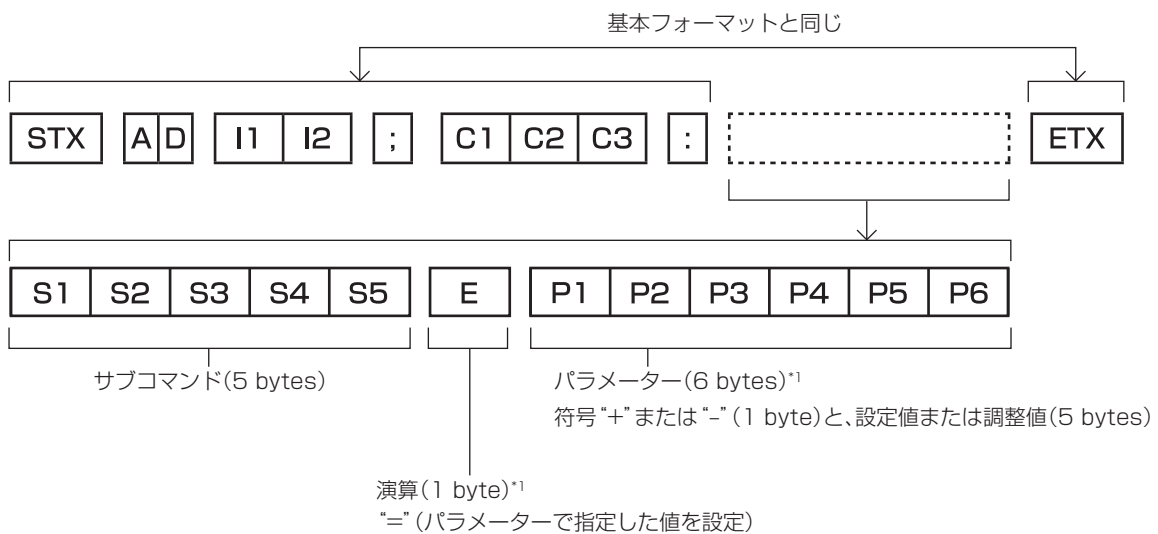 基本フォーマットと同じ
STX A D I1 I2 ; C1 C2 C3 : ETX
S1 S2 S3 S4 S5 E P1 P2 P3 P4 P5 P6
サブコマンド(5 bytes)
パラメーター(6 bytes)*1
符号“+”または“–”(1 byte)と、設定値または調整値(5 bytes)
演算(1 byte)*1
“=”(パラメーターで指定した値を設定)